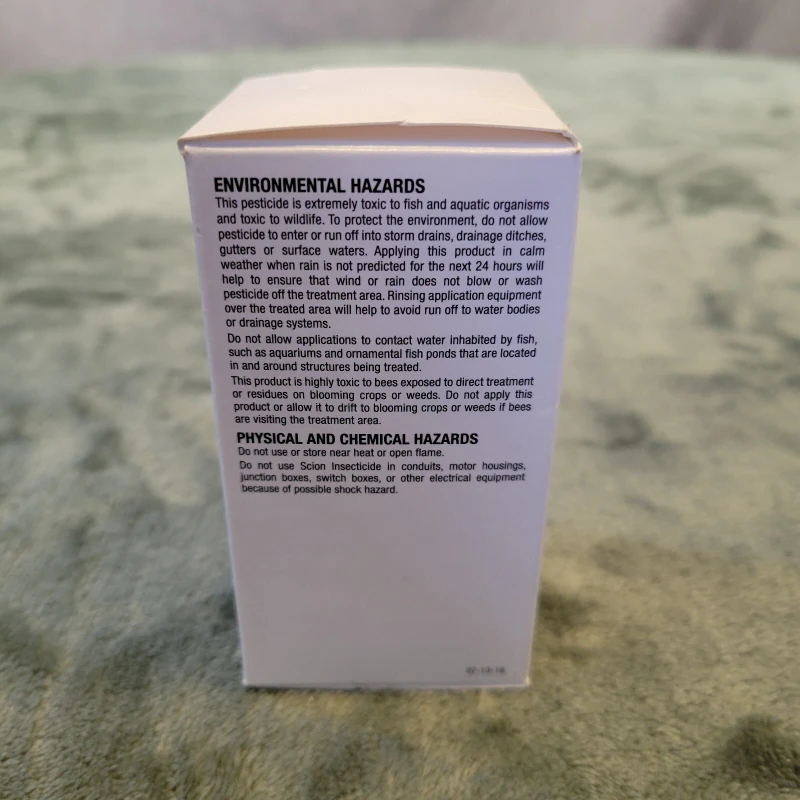 ENVIRONMENTAL HAZARDS
This pesticide is extremely toxic to fish and aquatic organisms
and toxic to wildlife. To protect the environment, do not allow
pesticide to enter or run off into storm drains, drainage ditches,
gutters or surface waters. Applying this product in calm
weather when rain is not predicted for the next 24 hours will
help to ensure that wind or rain does not blow or wash
pesticide off the treatment area. Rinsing application equipment
over the treated area will help to avoid run off to water bodies
or drainage systems.
Do not allow applications to contact water inhabited by fish,
such as aquariums and ornamental fish ponds that are located
in and around structures being treated.
This product is highly toxic to bees exposed to direct treatment
or residues on blooming crops or weeds. Do not apply this
product or allow it to drift to blooming crops or weeds if bees
are visiting the treatment area.
PHYSICAL AND CHEMICAL HAZARDS
Do not use or store near heat or open flame.
Do not use Scion Insecticide in conduits, motor housings,
junction boxes, switch boxes, or other electrical equipment
because of possible shock hazard.